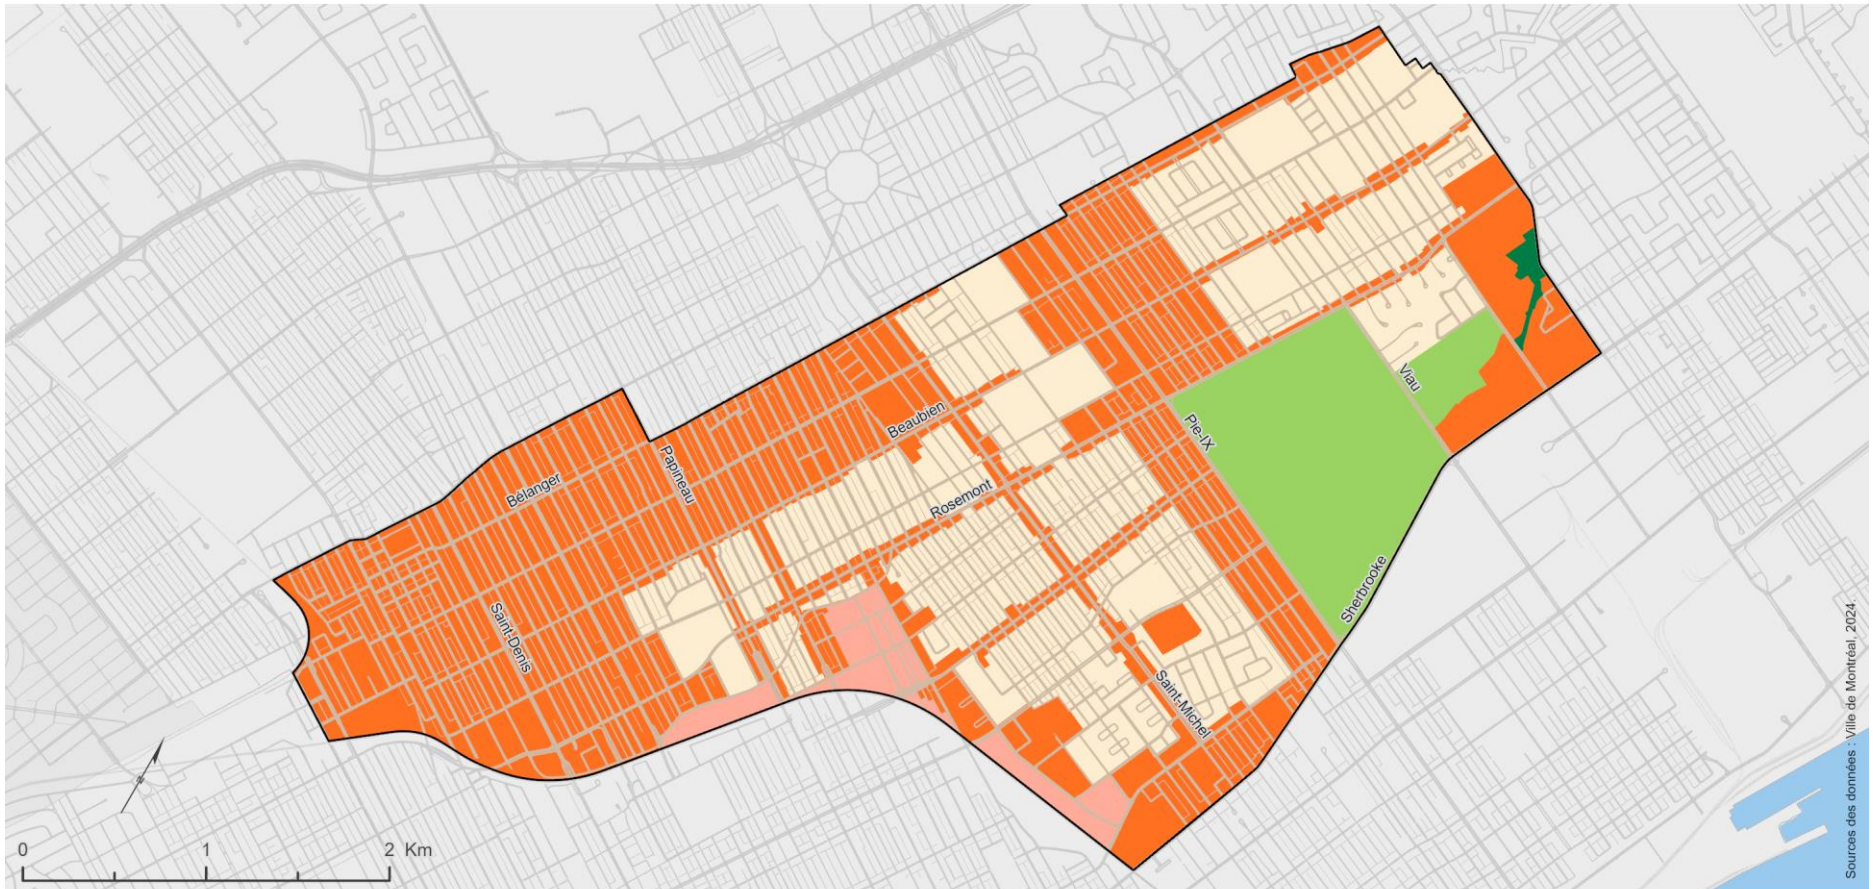 Bélanger
Papineau
Beaubien
Rosemont
Saint-Denis
Pie-IX
Viau
Sherbrooke
Saint-Michel
0 1 2 Km
Sources des données : Ville de Montréal, 2024.